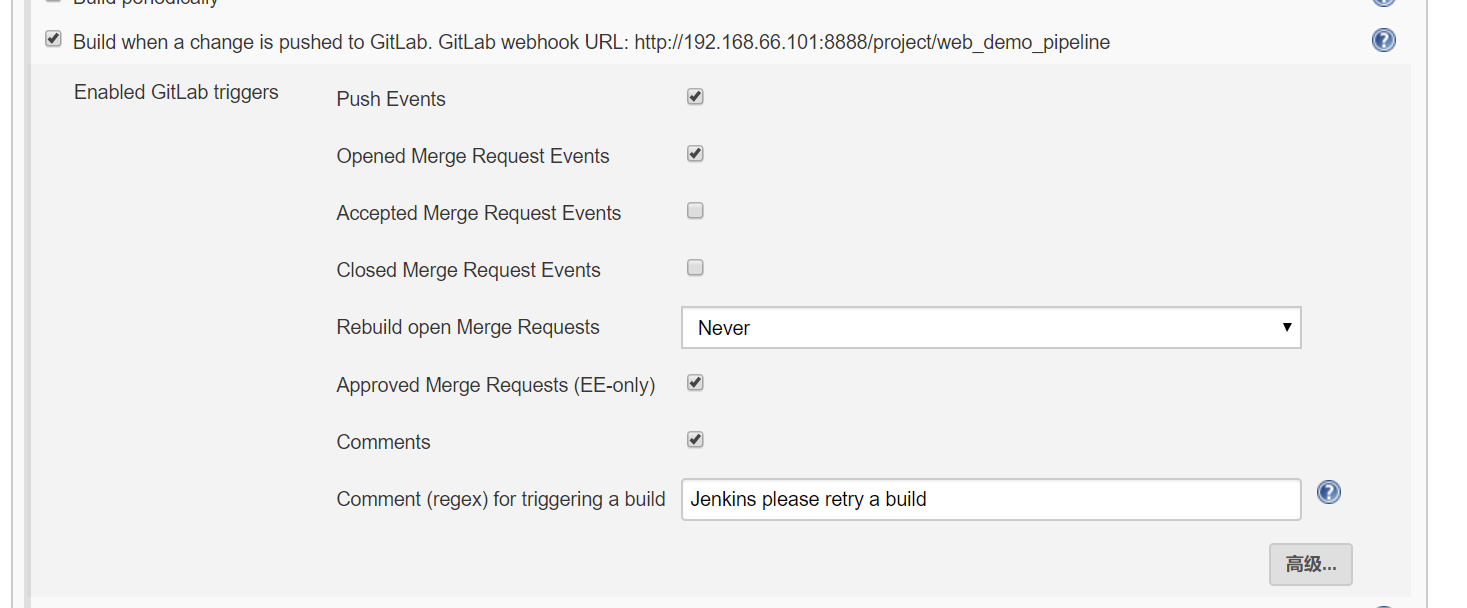 Build periodically
Build when a change is pushed to GitLab. GitLab webhook URL: http://192.168.66.101:8888/project/web_demo_pipeline
Enabled GitLab triggers
Push Events
Opened Merge Request Events
Accepted Merge Request Events
Closed Merge Request Events
Rebuild open Merge Requests Never
Approved Merge Requests (EE-only)
Comments
Comment (regex) for triggering a build Jenkins please retry a build
高级...